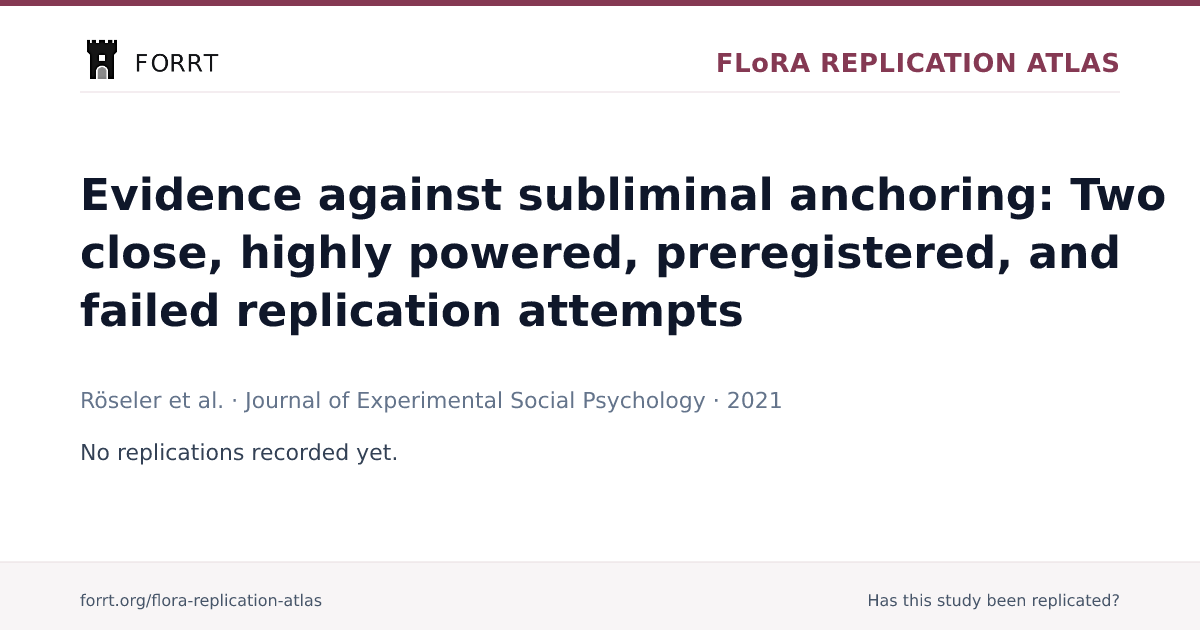 FORRT
FLoRA REPLICATION ATLAS
Evidence against subliminal anchoring: Two
close, highly powered, preregistered, and
failed replication attempts
Röseler et al. · Journal of Experimental Social Psychology · 2021
No replications recorded yet.
forrt.org/flora-replication-atlas
Has this study been replicated?